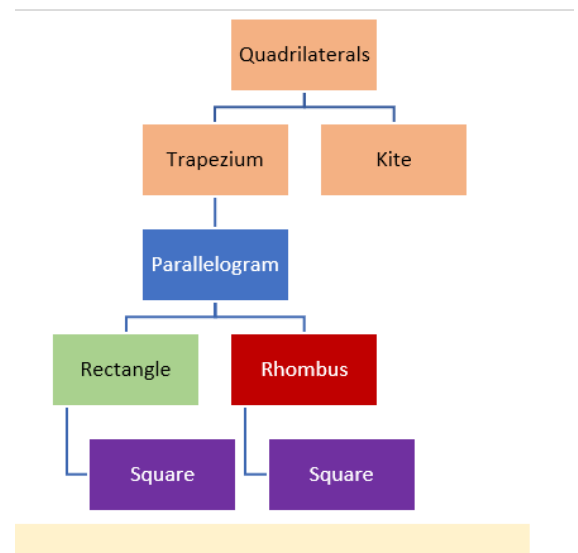 Quadrilaterals
Trapezium
Kite
Parallelogram
Rectangle
Rhombus
Square
Square